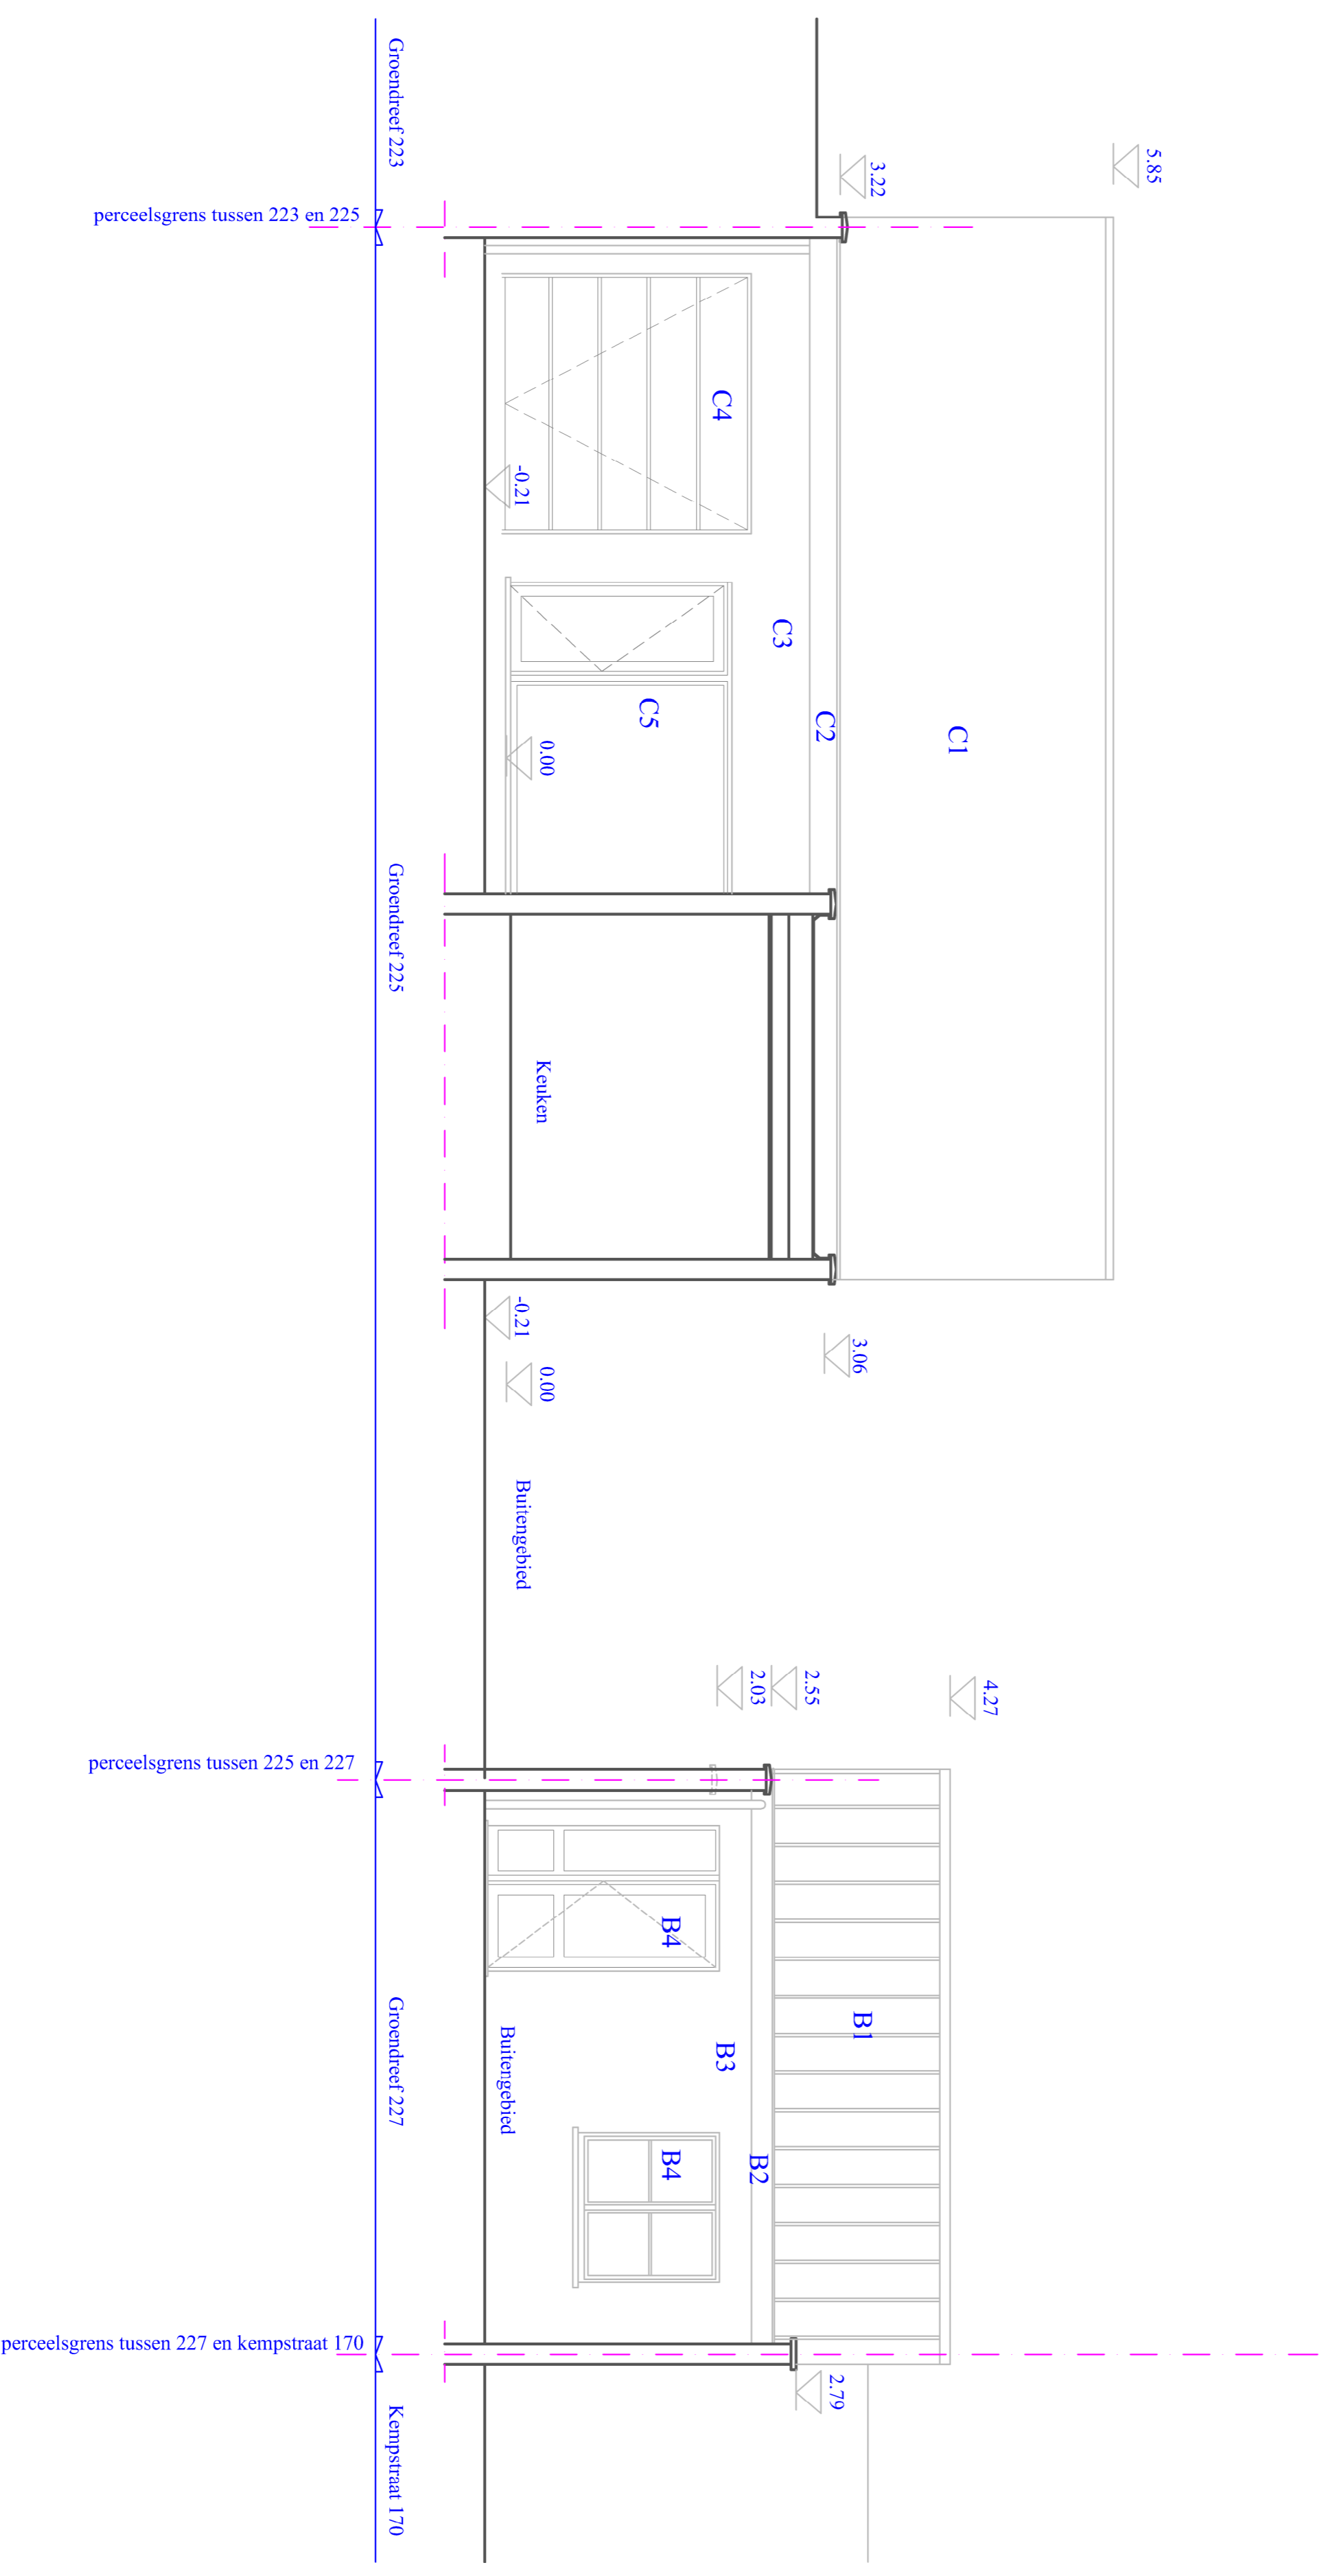 5.85
3.22
4.27
C1
C2
C3
C4
C5
-0.21
0.00
Keuken
3.06
-0.21
0.00
Buitengebied
2.55
2.03
B1
B2
B3
B4
B4
Buitengebied
2.79
Groendreef 223
Groendreef 225
Groendreef 227
Kempstraat 170
perceelsgrens tussen 223 en 225
perceelsgrens tussen 225 en 227
perceelsgrens tussen 227 en kempstraat 170